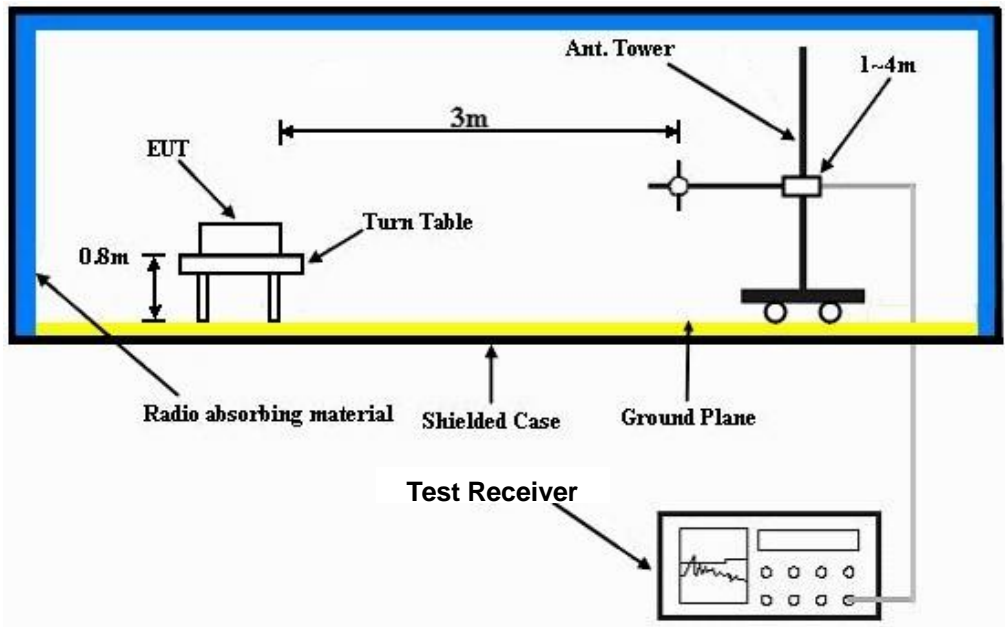 Ant. Tower
1~4m
3m
EUT
Turn Table
0.8m
Radio absorbing material
Shielded Case
Ground Plane
Test Receiver